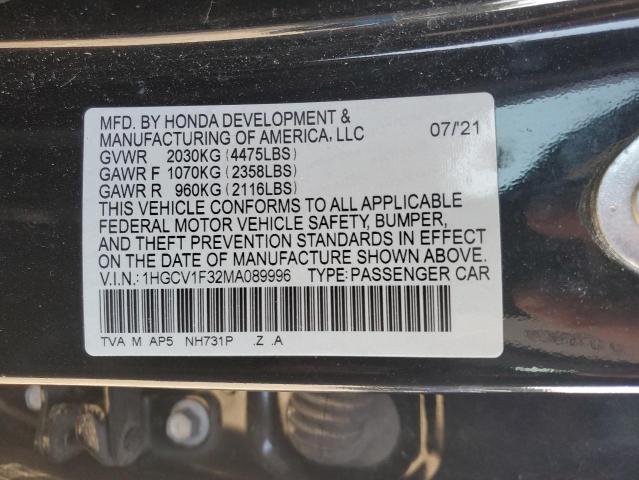 MFD. BY HONDA DEVELOPMENT &
MANUFACTURING OF AMERICA, LLC 07/'21
GVWR 2030KG (4475LBS)
GAWR F 1070KG (2358LBS)
GAWR R 960KG (2116LBS)
THIS VEHICLE CONFORMS TO ALL APPLICABLE
FEDERAL MOTOR VEHICLE SAFETY, BUMPER,
AND THEFT PREVENTION STANDARDS IN EFFECT
ON THE DATE OF MANUFACTURE SHOWN ABOVE.
V.I.N.: 1HGCV1F32MA089996 TYPE: PASSENGER CAR
TVA M AP5 NH731P .Z .A